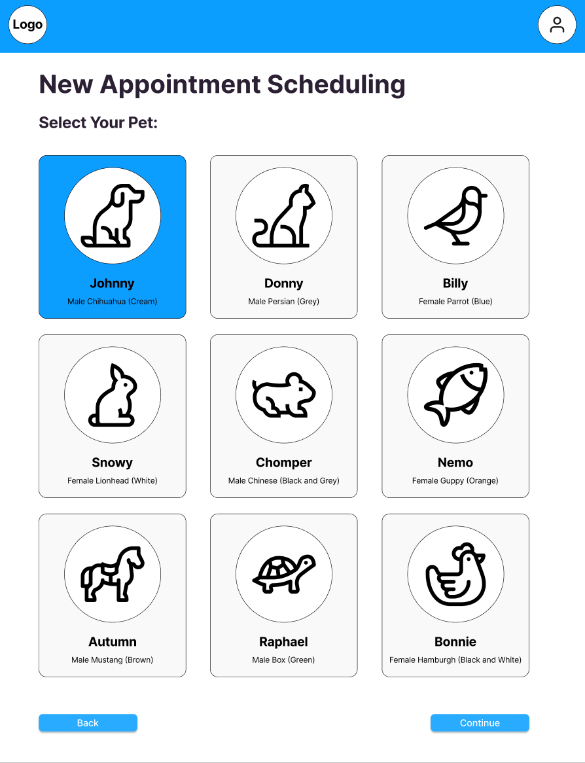 Logo
New Appointment Scheduling
Select Your Pet:
Johnny
Male Chihuahua (Cream)
Donny
Male Persian (Grey)
Billy
Female Parrot (Blue)
Snowy
Female Lionhead (White)
Chomper
Male Chinese (Black and Grey)
Nemo
Female Guppy (Orange)
Autumn
Male Mustang (Brown)
Raphael
Male Box (Green)
Bonnie
Female Hamburgh (Black and White)
Back
Continue